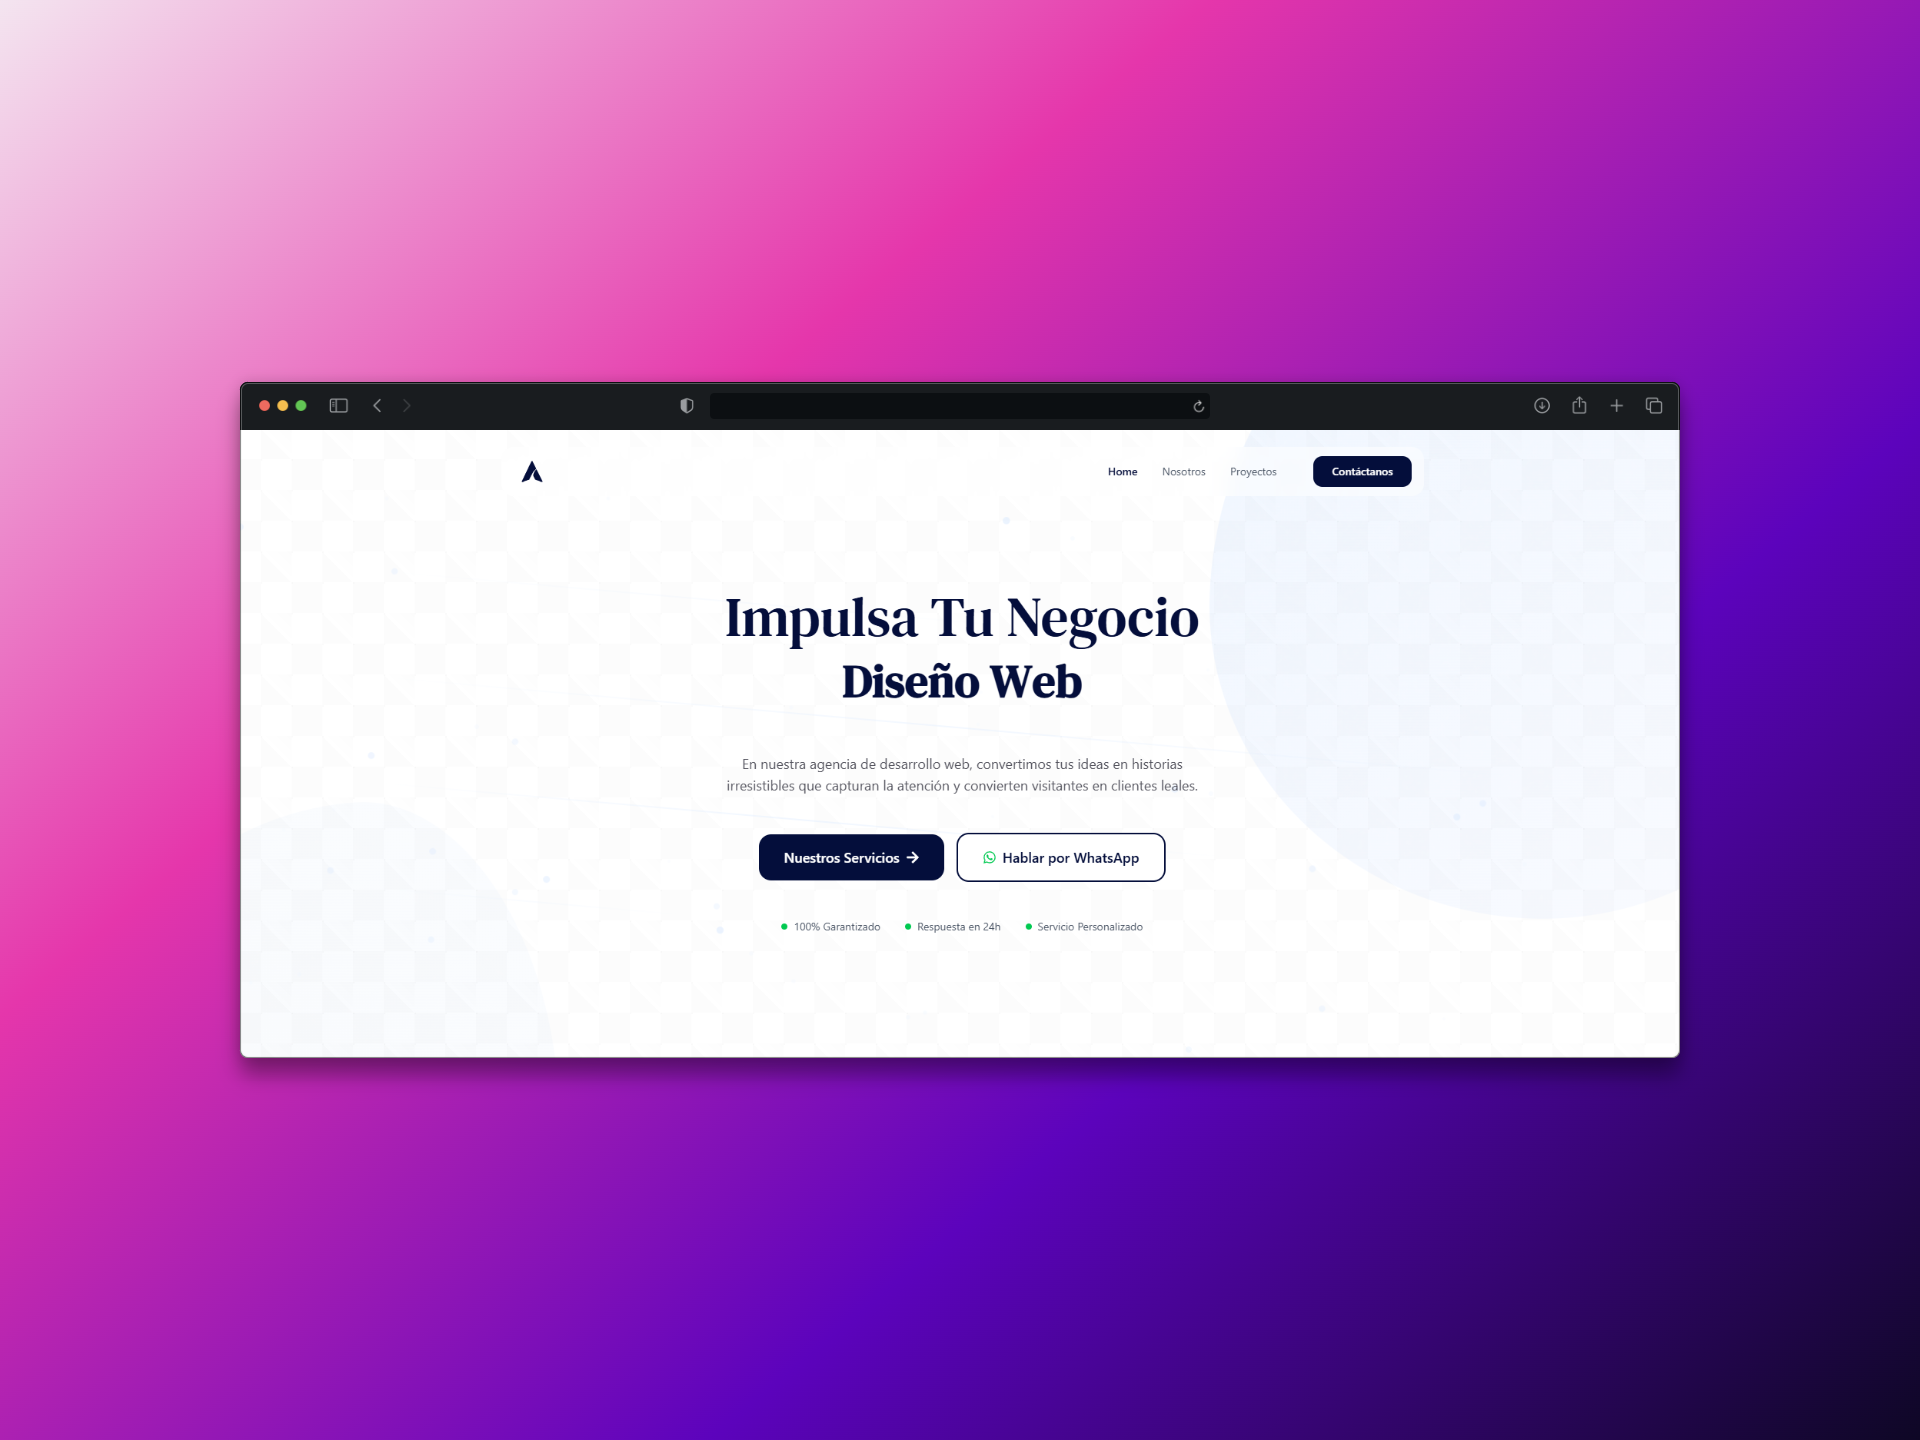 Home
Nosotros
Proyectos
Contáctanos
Impulsa Tu Negocio
Diseño Web
En nuestra agencia de desarrollo web, convertimos tus ideas en historias
irresistibles que capturan la atención y convierten visitantes en clientes leales.
Nuestros Servicios
Hablar por WhatsApp
100% Garantizado
Respuesta en 24h
Servicio Personalizado